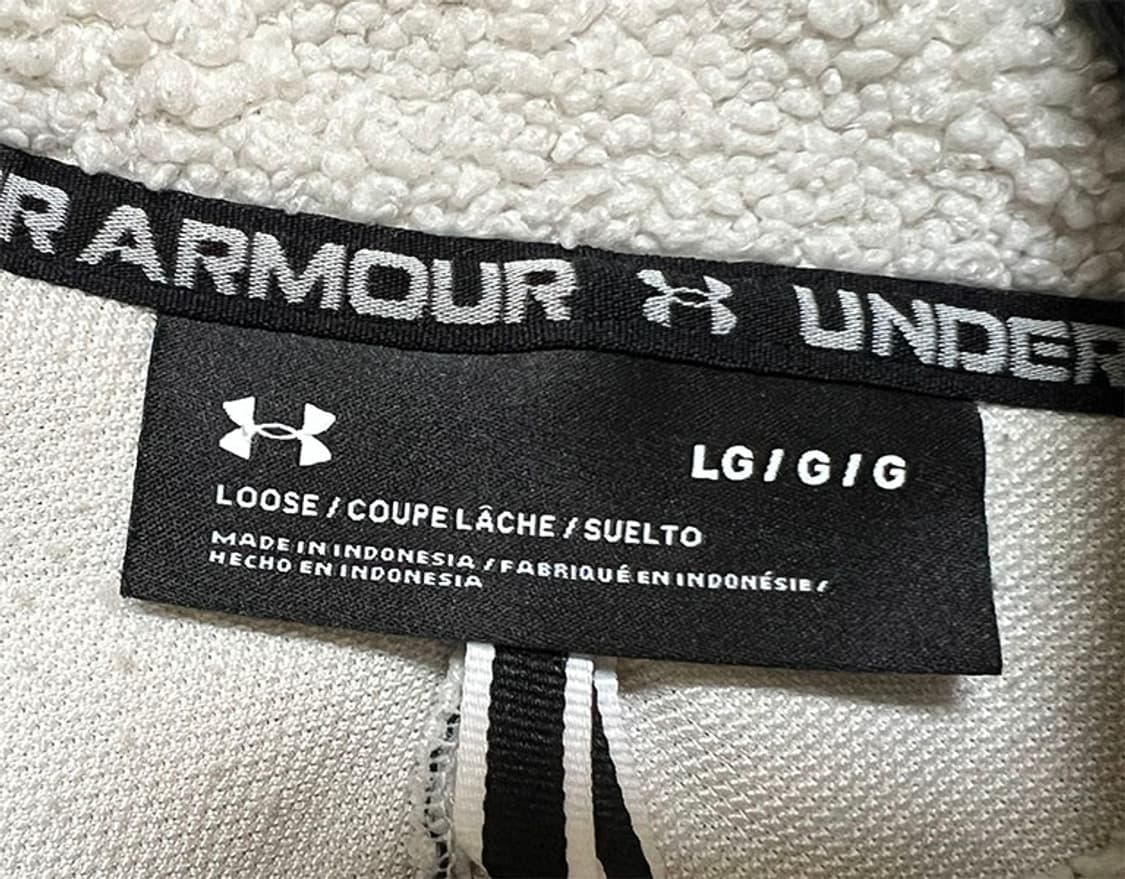 R ARMOUR UNDER
LG / G / G
LOOSE / COUPE LÂCHE / SUELTO
MADE IN INDONESIA / FABRIQUÉ EN INDONÉSIE /
HECHO EN INDONESIA